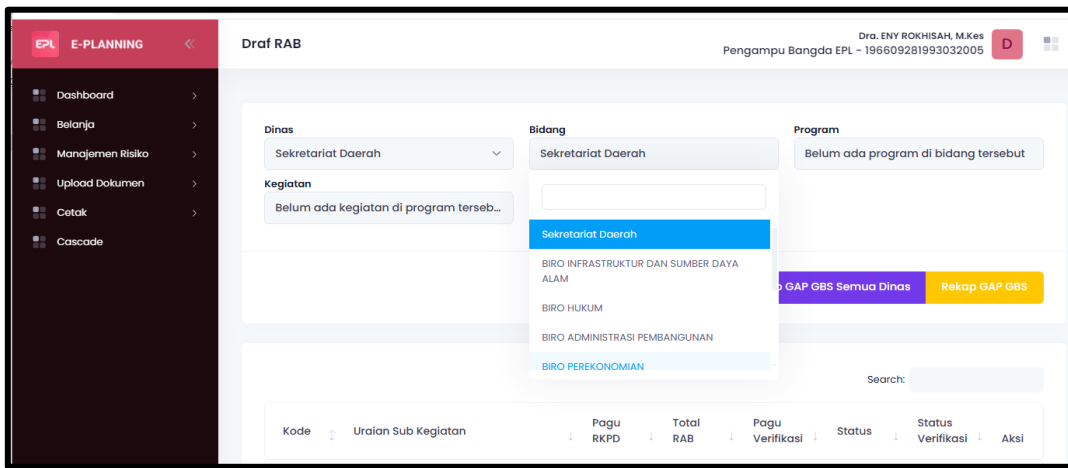 EPL E-PLANNING
Draf RAB
Dra. ENY ROKHISAH, M.Kes
Pengampu Bangda EPL - 196609281993032005
D
Dashboard
Belanja
Manajemen Risiko
Upload Dokumen
Cetak
Cascade
Dinas
Bidang
Program
Sekretariat Daerah
Sekretariat Daerah
Belum ada program di bidang tersebut
Kegiatan
Belum ada kegiatan di program terseb...
Sekretariat Daerah
BIRO INFRASTRUKTUR DAN SUMBER DAYA
ALAM
BIRO HUKUM
BIRO ADMINISTRASI PEMBANGUNAN
BIRO PEREKONOMIAN
GAP GBS Semua Dinas
Rekap GAP GBS
Search:
Kode
Uraian Sub Kegiatan
Pagu
RKPD
Total
RAB
Pagu
Verifikasi
Status
Status
Verifikasi
Aksi